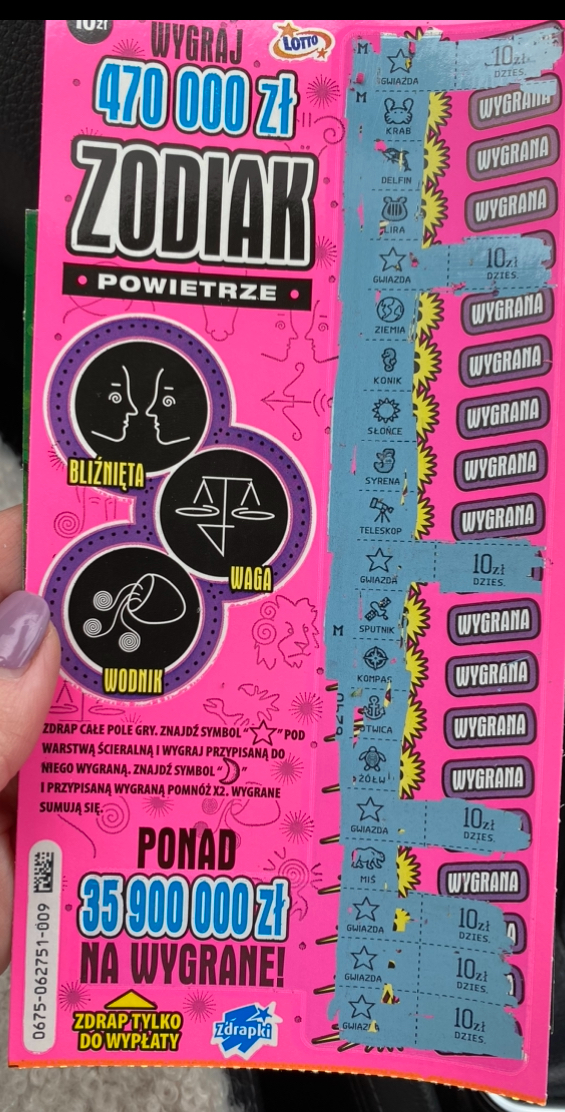 10zł
WYGRAJ
LOTTO
470 000 zł
ZODIAK
• POWIETRZE •
BLIŹNIĘTA
WAGA
WODNIK
ZDRAP CAŁE POLE GRY. ZNAJDŹ SYMBOL “☆” POD
WARSTWĄ ŚCIERALNĄ I WYGRAJ PRZYPISANĄ DO
NIEGO WYGRANĄ. ZNAJDŹ SYMBOL “☽”
I PRZYPISANĄ WYGRANĄ POMNÓŻ X2. WYGRANE
SUMUJĄ SIĘ.
PONAD
35 900 000 zł
NA WYGRANE!
ZDRAP TYLKO
DO WYPŁATY
Zdrapki
0675-062751-009
M
GWIAZDA 10zł
DZIES.
M
KRAB WYGRANA
DELFIN WYGRANA
LIRA WYGRANA
GWIAZDA 10zł
DZIES.
ZIEMIA WYGRANA
KONIK WYGRANA
SŁOŃCE WYGRANA
SYRENA WYGRANA
TELESKOP WYGRANA
GWIAZDA 10zł
DZIES.
SPUTNIK WYGRANA
M
KOMPAS WYGRANA
KOTWICA WYGRANA
ŻÓŁW WYGRANA
GWIAZDA 10zł
DZIES.
MIŚ WYGRANA
GWIAZDA 10zł
DZIES.
GWIAZDA 10zł
DZIES.
GWIAZDA 10zł
DZIES.